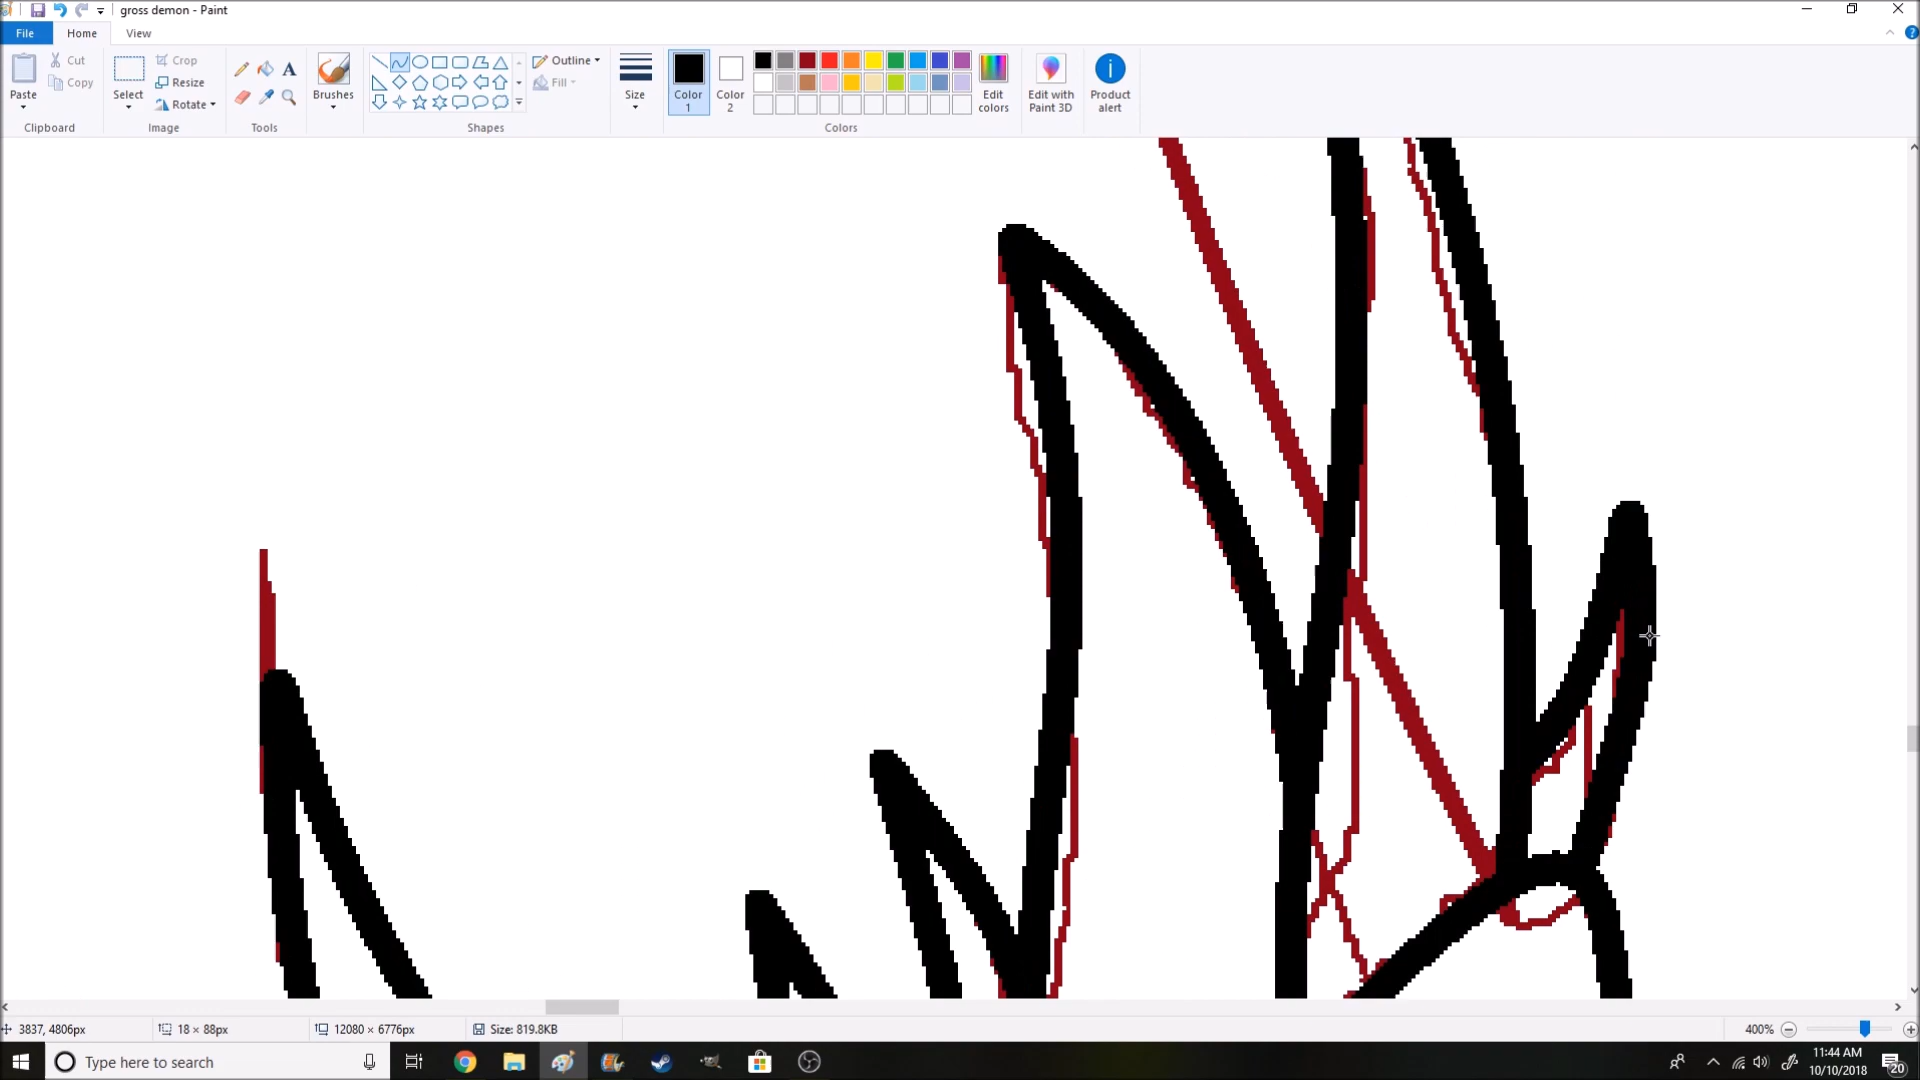 gross demon - Paint
File Home View
Paste
Cut
Copy
Clipboard
Select
Crop
Resize
Rotate
Image
A
Tools
Brushes
Outline
Fill
Shapes
Size
Color 1
Color 2
Edit colors
Colors
Edit with Paint 3D
Product alert
3837, 4806px
18 × 88px
12080 × 6776px
Size: 819.8KB
400%
Type here to search
11:44 AM
10/10/2018
20